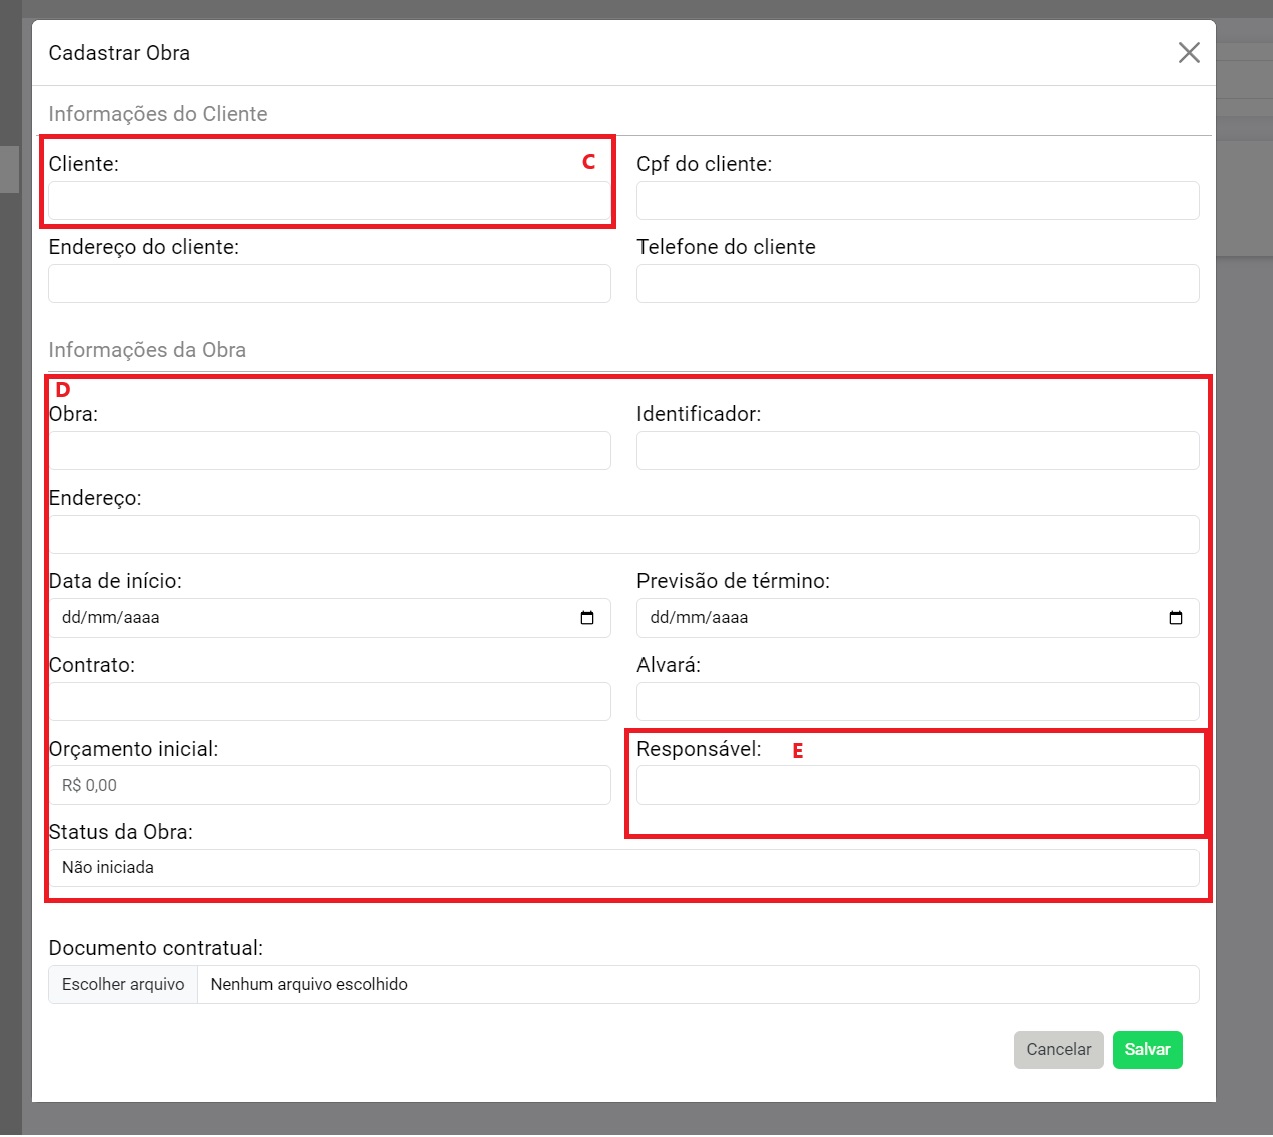 Cadastrar Obra
Informações do Cliente
Cliente: C
Cpf do cliente:
Endereço do cliente:
Telefone do cliente
Informações da Obra
D
Obra:
Identificador:
Endereço:
Data de início:
Previsão de término:
dd/mm/aaaa
dd/mm/aaaa
Contrato:
Alvará:
Orçamento inicial:
Responsável: E
R$ 0,00
Status da Obra:
Não iniciada
Documento contratual:
Escolher arquivo Nenhum arquivo escolhido
Cancelar Salvar